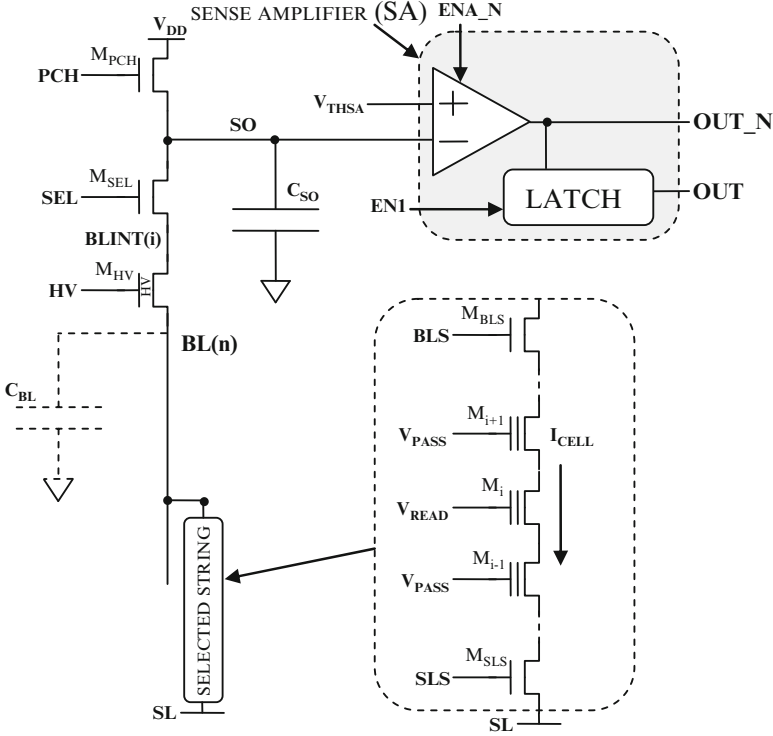 SENSE AMPLIFIER (SA)
ENA_N
V_DD
M_PCH
PCH
V_THSA
+
SO
−
OUT_N
M_SEL
SEL
C_SO
LATCH
OUT
EN1
BLINT(i)
M_HV
HV
HV
BL(n)
M_BLS
BLS
C_BL
M_i+1
V_PASS
I_CELL
M_i
V_READ
M_i-1
V_PASS
SELECTED STRING
M_SLS
SLS
SL
SL